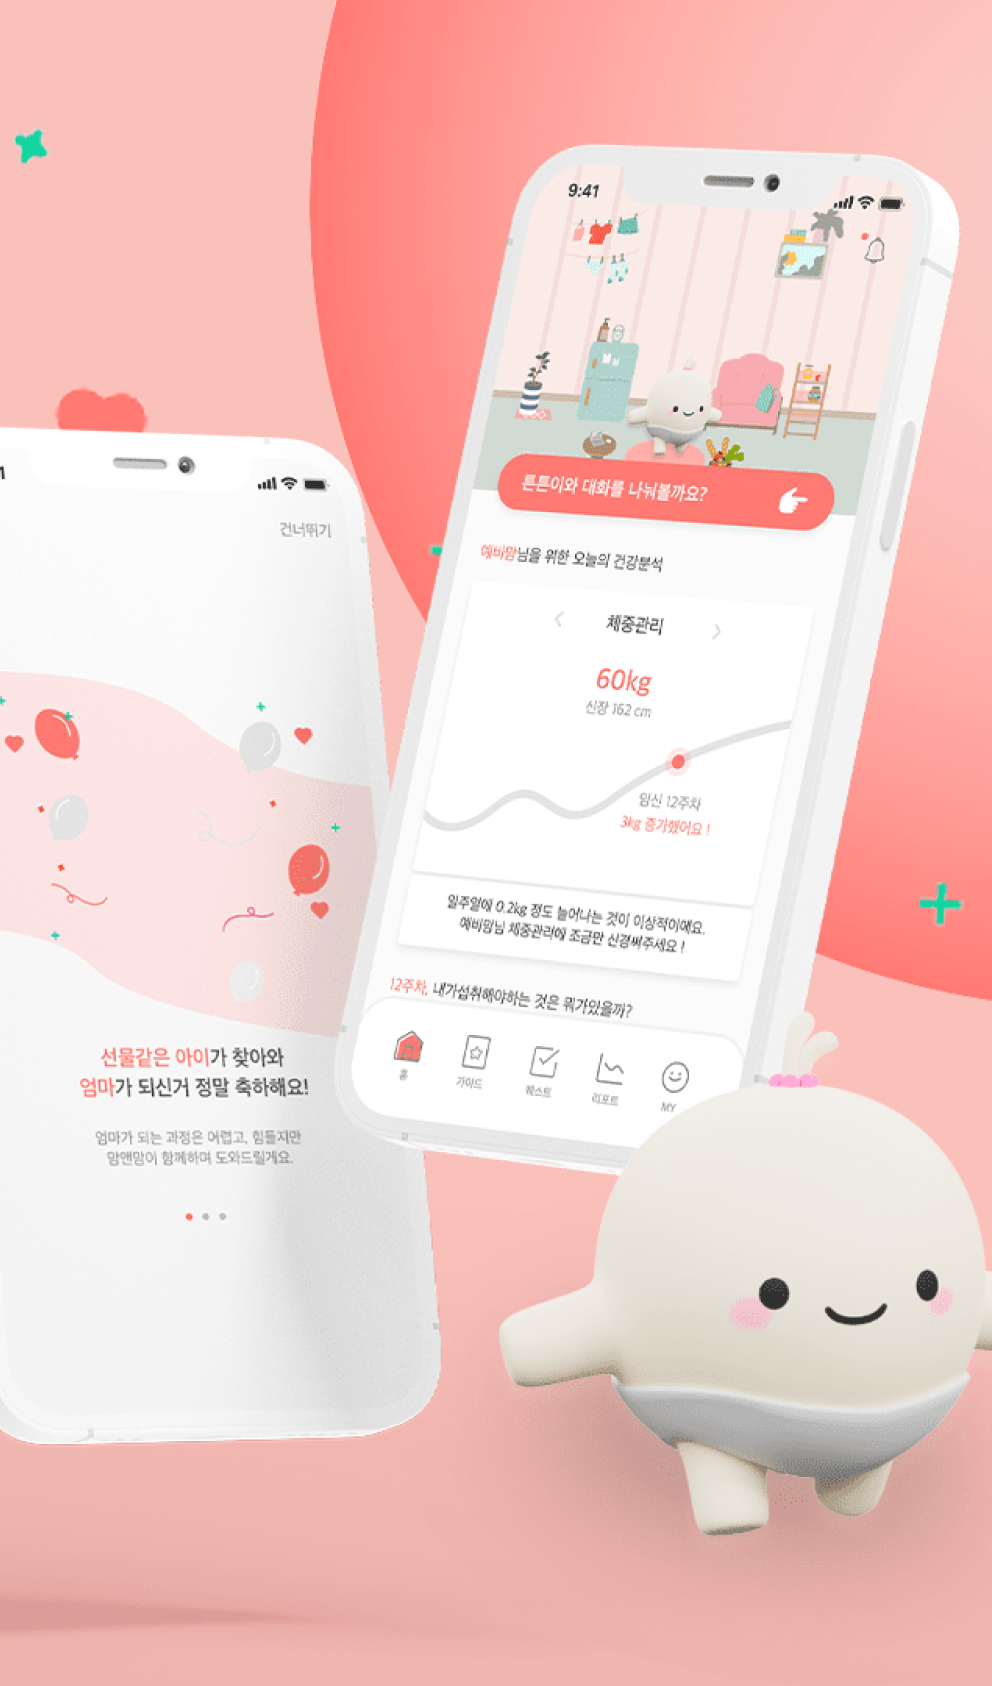 건너뛰기
선물같은 아이가 찾아와
엄마가 되신거 정말 축하해요!
엄마가 되는 과정은 어렵고, 힘들지만
맘앤맘이 함께하며 도와드릴게요.
9:41
튼튼이와 대화를 나눠볼까요?
예비맘님을 위한 오늘의 건강분석
체중관리
60kg
신장 162 cm
임신 12주차
3kg 증가했어요 !
일주일에 0.2kg 정도 늘어나는 것이 이상적이예요.
예비맘님 체중관리에 조금만 신경써주세요 !
12주차, 내가섭취해야하는 것은 뭐가있을까?
홈
가이드
퀘스트
리포트
MY